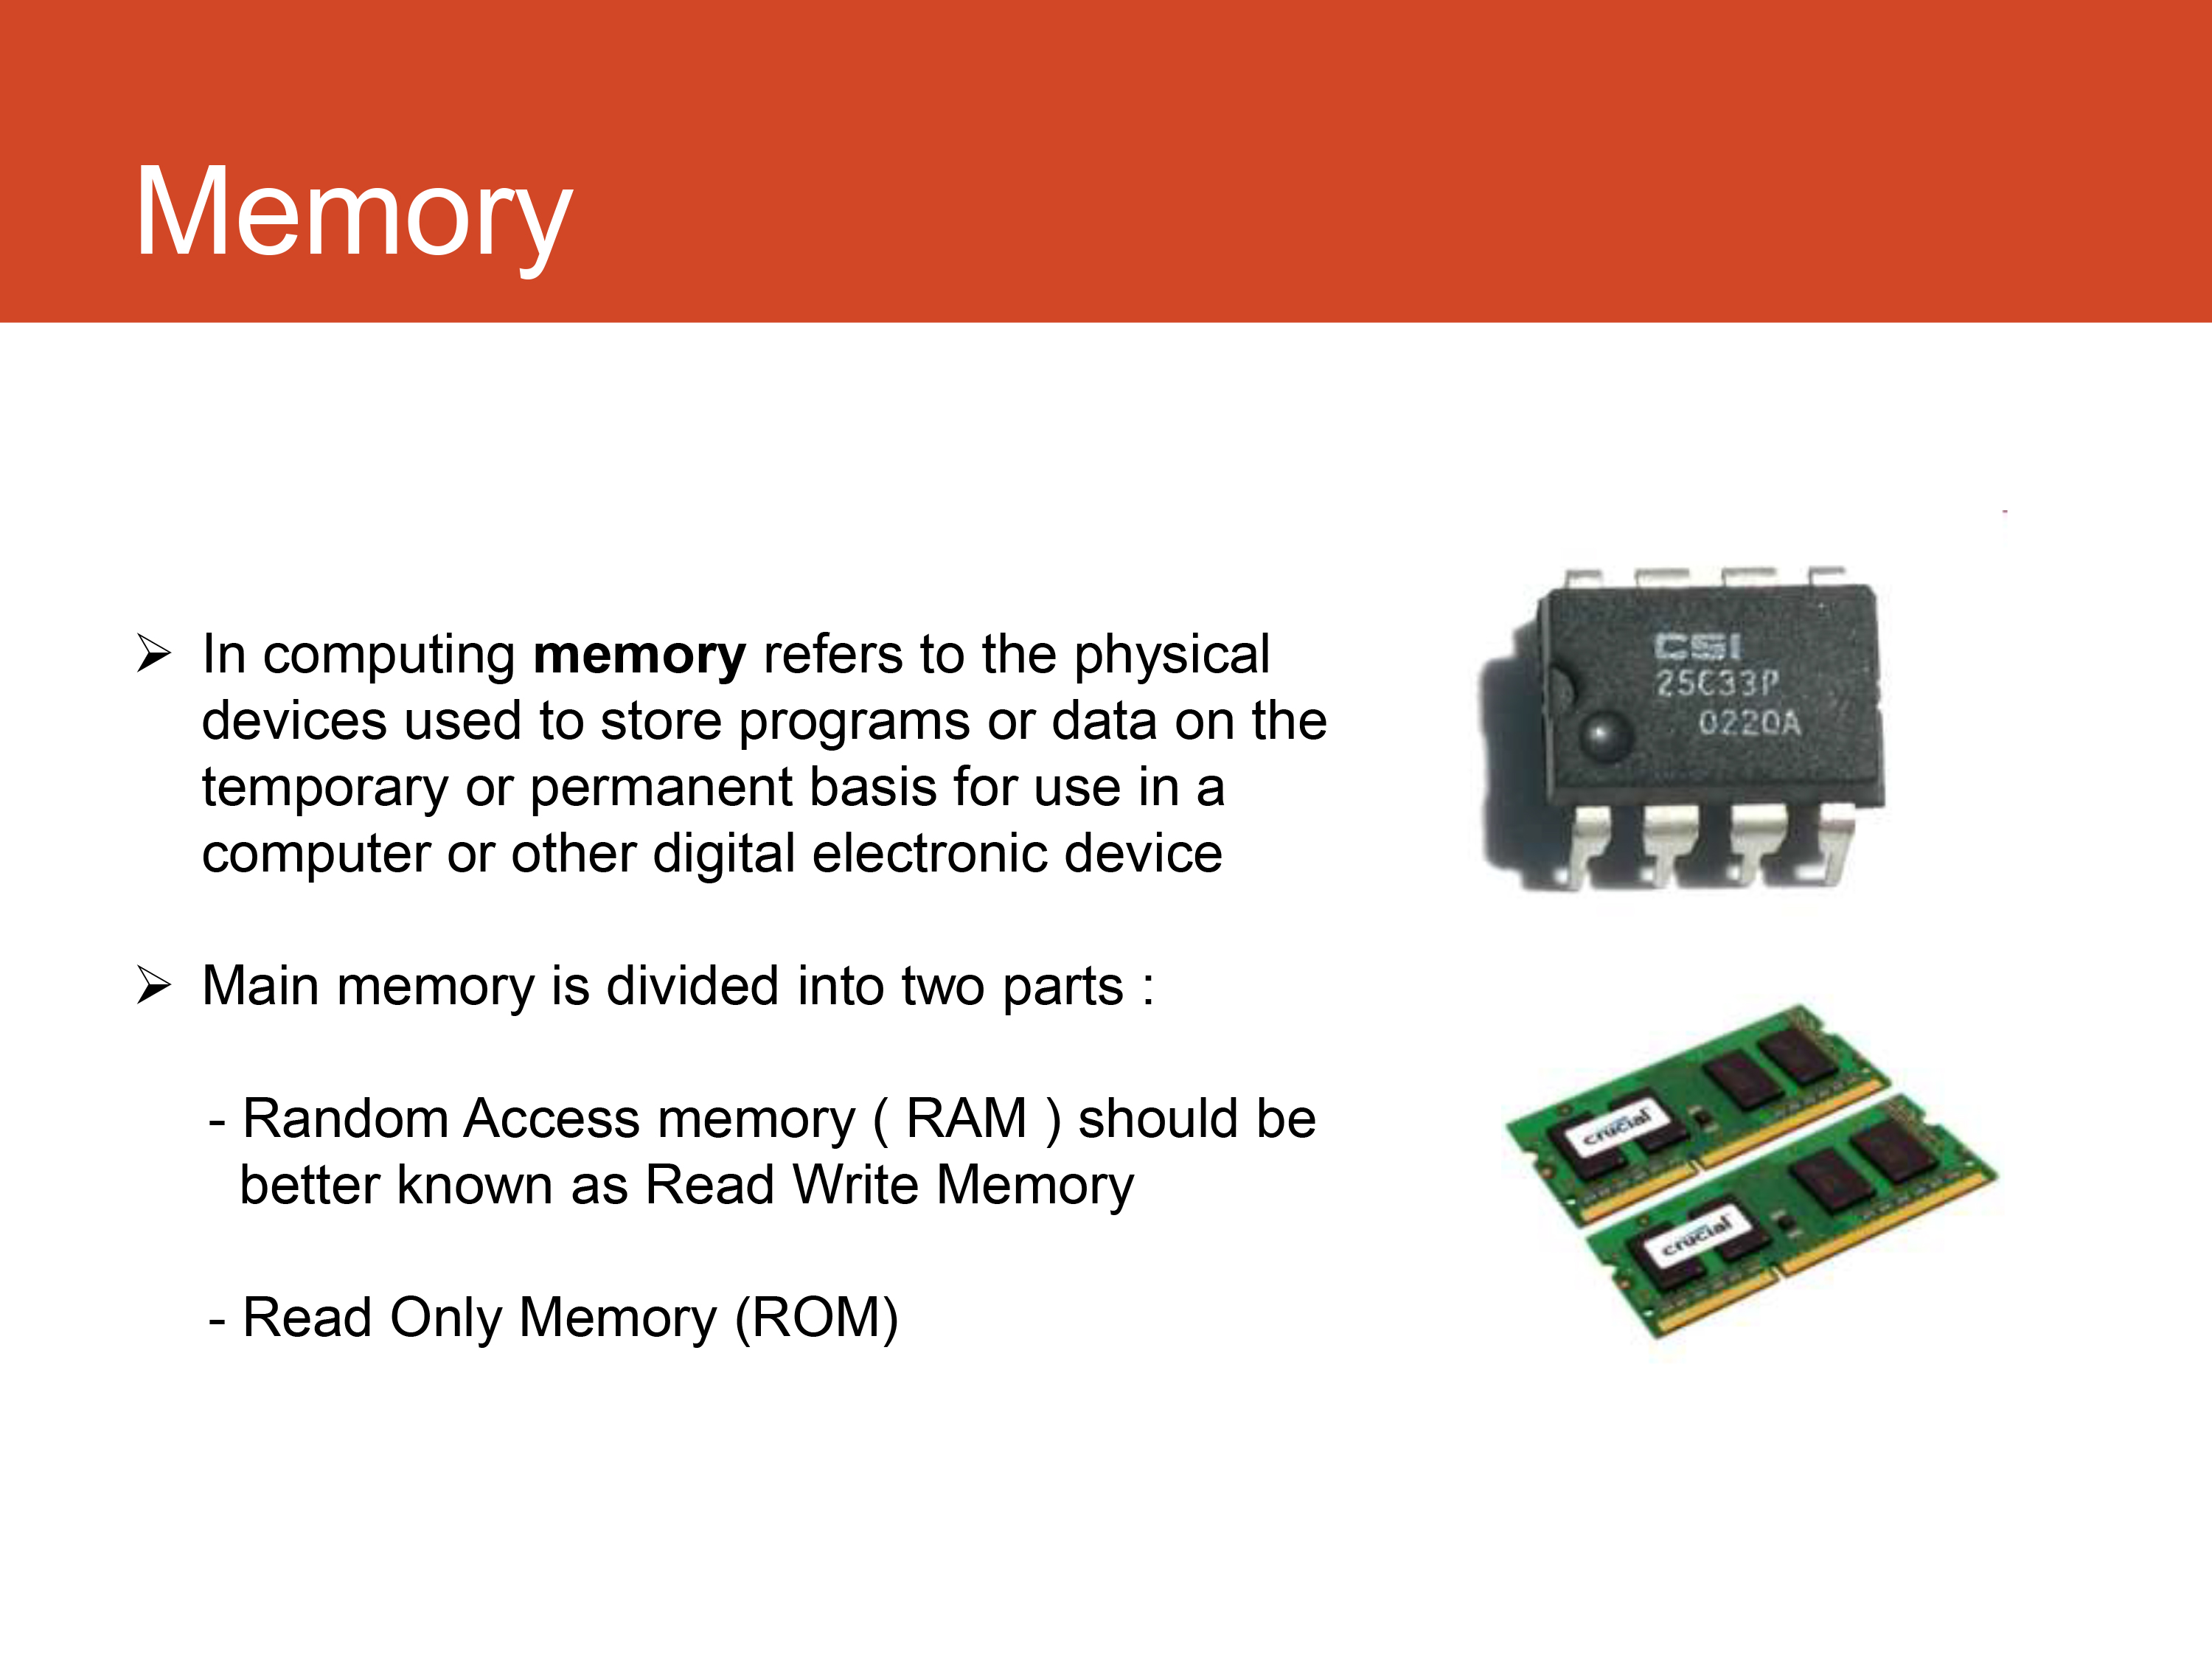 Memory
➢ In computing memory refers to the physical
devices used to store programs or data on the
temporary or permanent basis for use in a
computer or other digital electronic device
➢ Main memory is divided into two parts :
- Random Access memory ( RAM ) should be
better known as Read Write Memory
- Read Only Memory (ROM)
CSI
25C33P
0220A
crucial
crucial